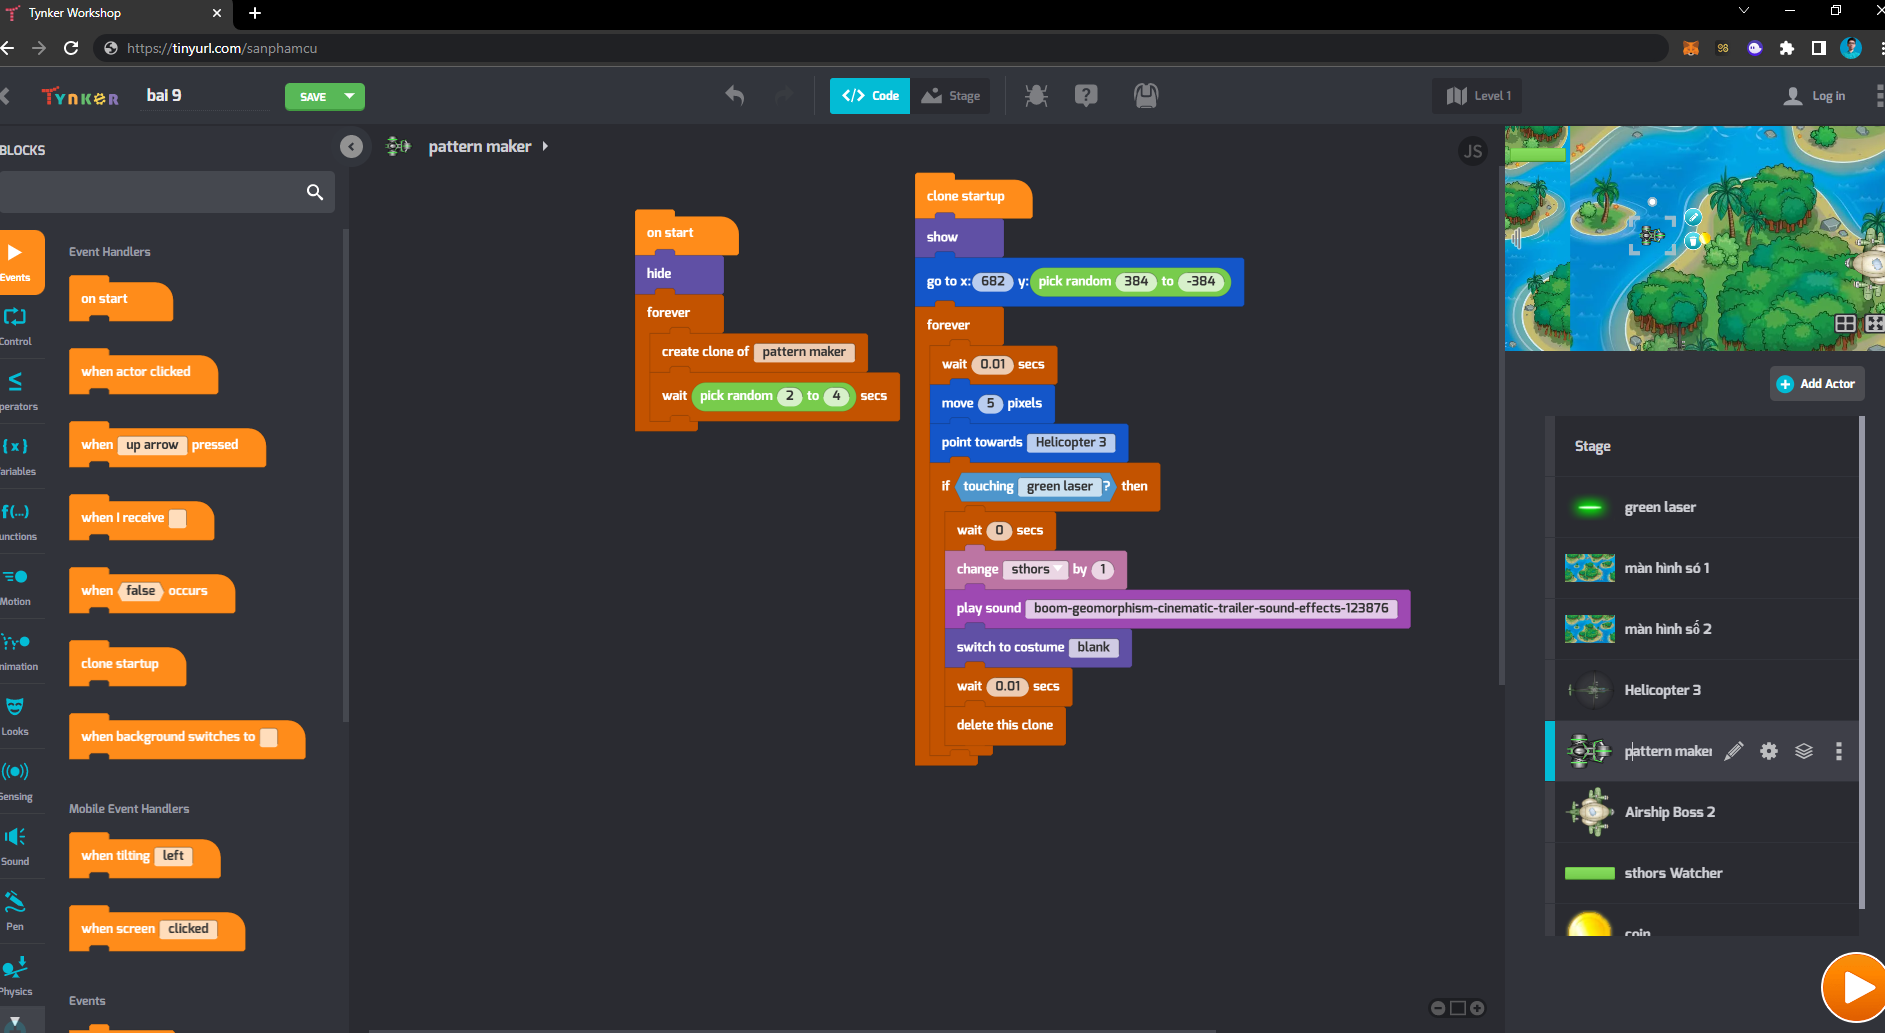 Tynker Workshop
https://tinyurl.com/sanphamcu
98
TYNKER
bai 9
SAVE
</> Code
Stage
Level 1
Log in
BLOCKS
pattern maker
JS
Events
Control
perators
ariables
unctions
Motion
nimation
Looks
Sensing
Sound
Pen
Physics
Event Handlers
on start
when actor clicked
when up arrow pressed
when I receive
when false occurs
clone startup
when background switches to
Mobile Event Handlers
when tilting left
when screen clicked
Events
on start
hide
forever
create clone of pattern maker
wait pick random 2 to 4 secs
clone startup
show
go to x: 682 y: pick random 384 to -384
forever
wait 0.01 secs
move 5 pixels
point towards Helicopter 3
if touching green laser ? then
wait 0 secs
change sthors by 1
play sound boom-geomorphism-cinematic-trailer-sound-effects-123876
switch to costume blank
wait 0.01 secs
delete this clone
Add Actor
Stage
green laser
màn hình só 1
màn hình số 2
Helicopter 3
pattern maker
Airship Boss 2
sthors Watcher
coin